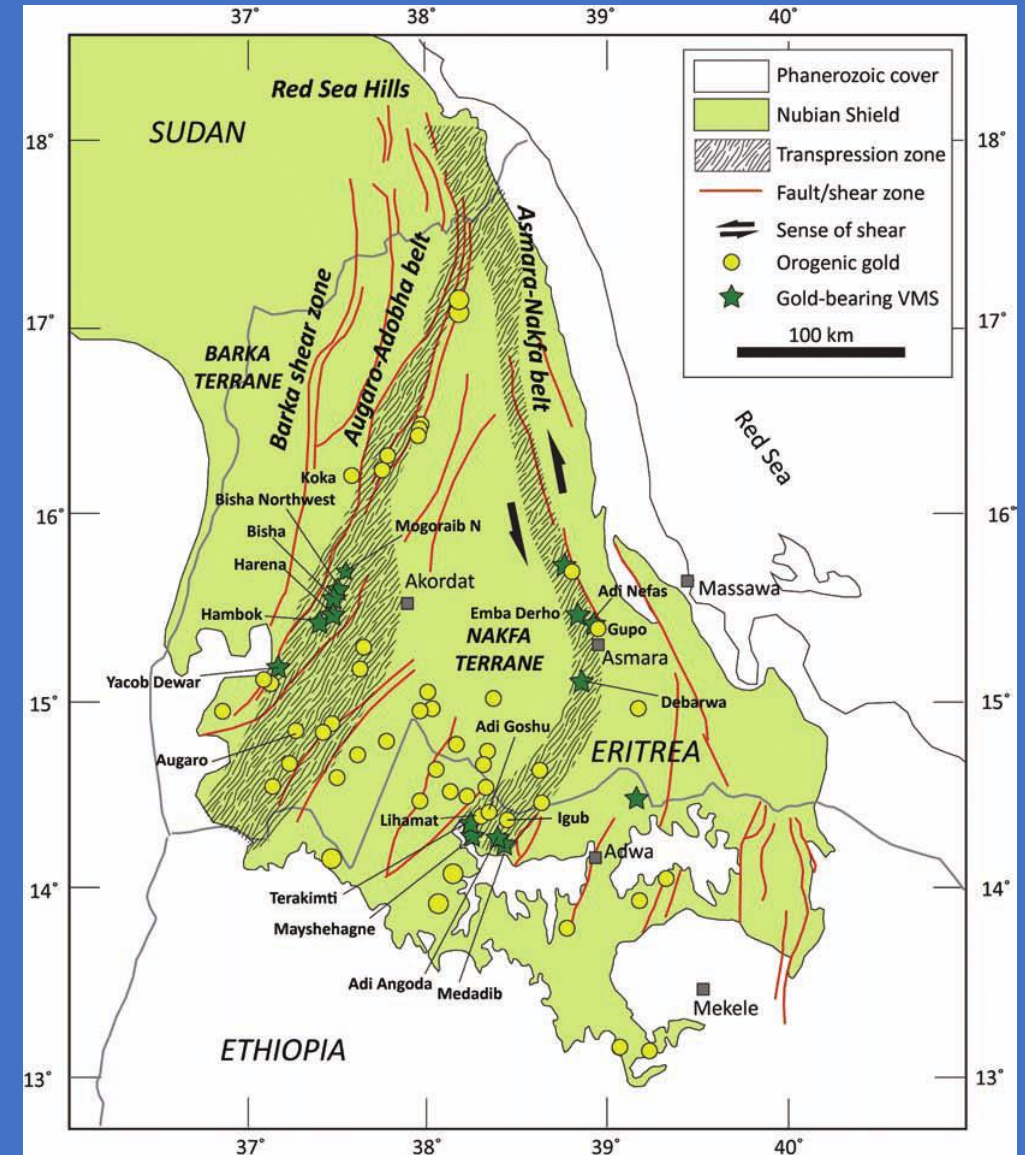 37°
38°
39°
40°
Red Sea Hills
SUDAN
Phanerozoic cover
Nubian Shield
Transpression zone
Fault/shear zone
Sense of shear
Orogenic gold
Gold-bearing VMS
100 km
18°
18°
Asmara-Nakfa belt
Augaro-Adobha belt
Barka shear zone
17°
17°
BARKA
TERRANE
Red Sea
Koka
Bisha Northwest
16°
16°
Mogoraib N
Bisha
Harena
Akordat
Massawa
Adi Nefas
Hambok
Emba Derho
Gupo
NAKFA
TERRANE
Asmara
Yacob Dewar
15°
15°
Debarwa
Adi Goshu
ERITREA
Augaro
Lihamat
Igub
Adwa
14°
14°
Terakimti
Mayshehagne
Adi Angoda
Medadib
Mekele
ETHIOPIA
13°
13°
37°
38°
39°
40°